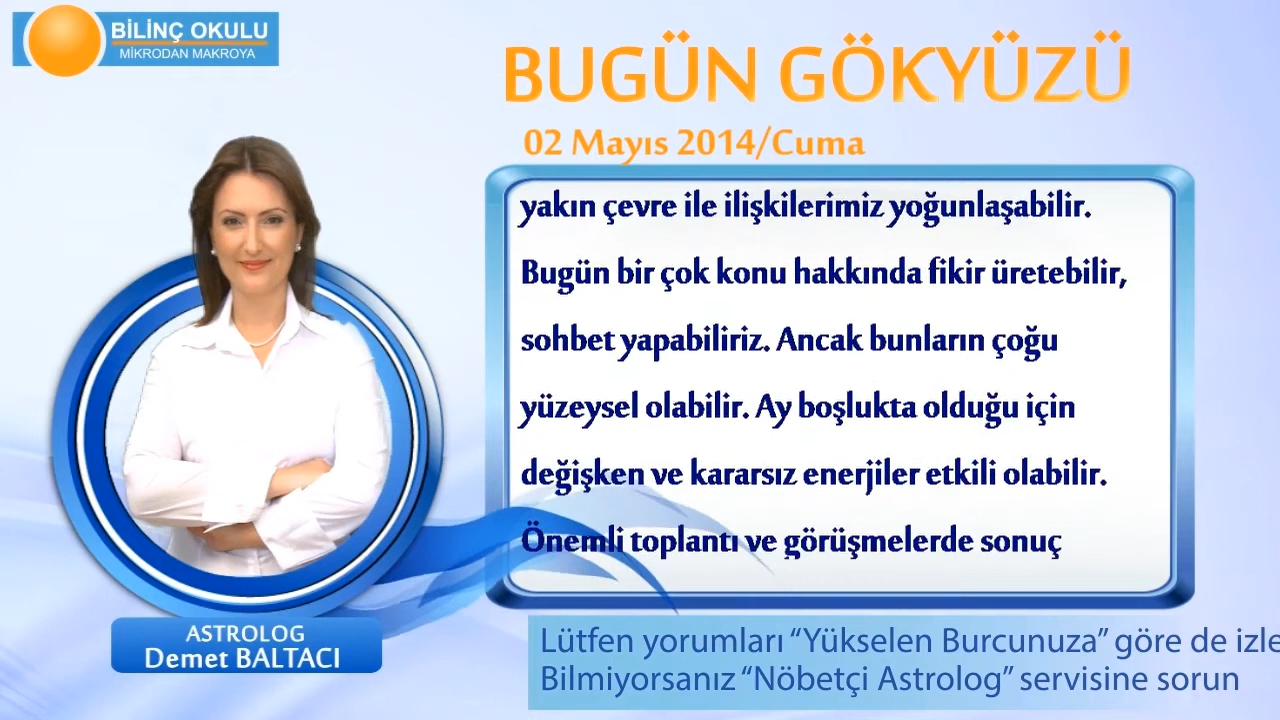 BİLİNÇ OKULU
MİKRODAN MAKROYA
BUGÜN GÖKYÜZÜ
02 Mayıs 2014/Cuma
yakın çevre ile ilişkilerimiz yoğunlaşabilir.
Bugün bir çok konu hakkında fikir üretebilir,
sohbet yapabiliriz. Ancak bunların çoğu
yüzeysel olabilir. Ay boşlukta olduğu için
değişken ve kararsız enerjiler etkili olabilir.
Önemli toplantı ve görüşmelerde sonuç
ASTROLOG
Demet BALTACI
Lütfen yorumları “Yükselen Burcunuza” göre de izle
Bilmiyorsanız “Nöbetçi Astrolog” servisine sorun